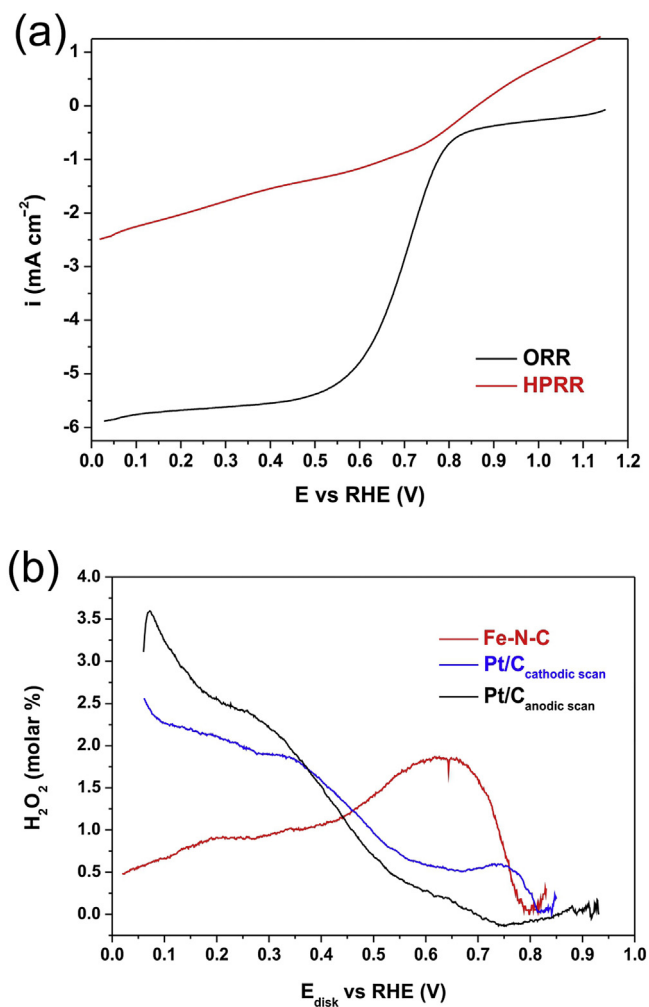 (a)
1
0
-1
-2
-3
-4
-5
-6
i (mA cm⁻²)
ORR
HPRR
0.0 0.1 0.2 0.3 0.4 0.5 0.6 0.7 0.8 0.9 1.0 1.1 1.2
E vs RHE (V)
(b)
4.0
3.5
3.0
2.5
2.0
1.5
1.0
0.5
0.0
H₂O₂ (molar %)
Fe-N-C
Pt/C cathodic scan
Pt/C anodic scan
0.0 0.1 0.2 0.3 0.4 0.5 0.6 0.7 0.8 0.9 1.0
E disk vs RHE (V)